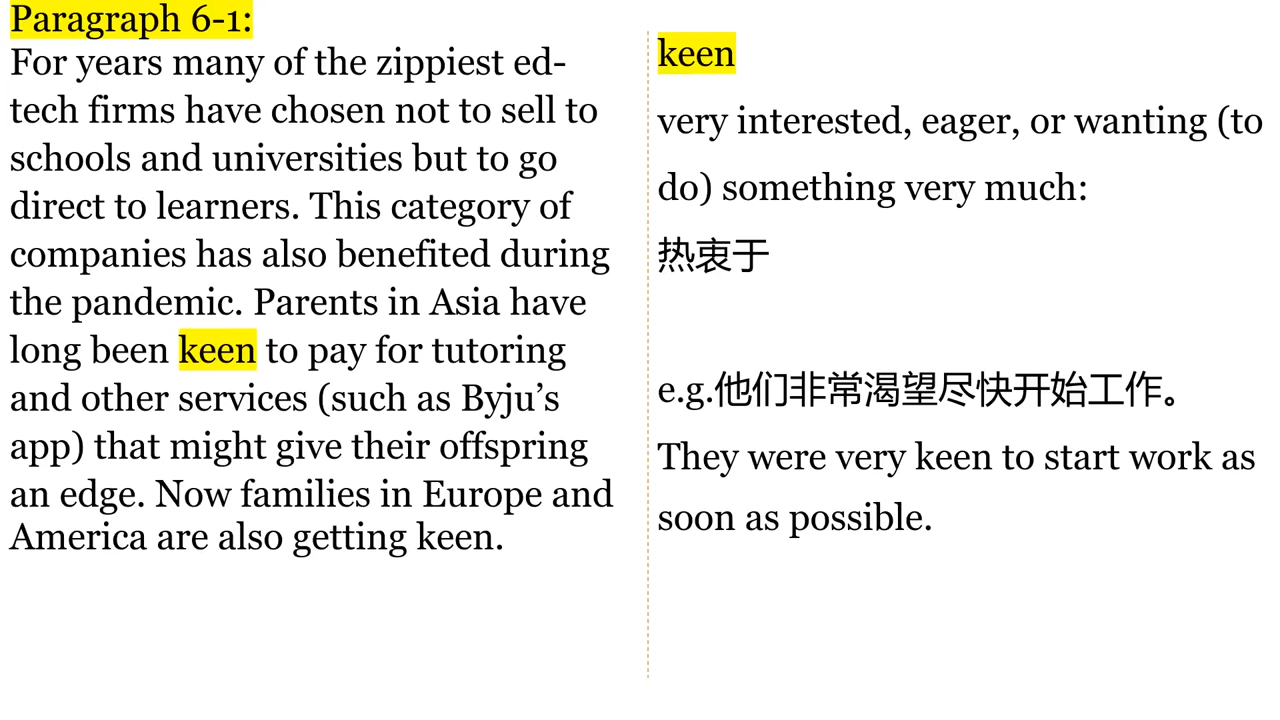 Paragraph 6-1:
For years many of the zippiest ed-
tech firms have chosen not to sell to
schools and universities but to go
direct to learners. This category of
companies has also benefited during
the pandemic. Parents in Asia have
long been keen to pay for tutoring
and other services (such as Byju’s
app) that might give their offspring
an edge. Now families in Europe and
America are also getting keen.
keen
very interested, eager, or wanting (to
do) something very much:
热衷于
e.g.他们非常渴望尽快开始工作。
They were very keen to start work as
soon as possible.